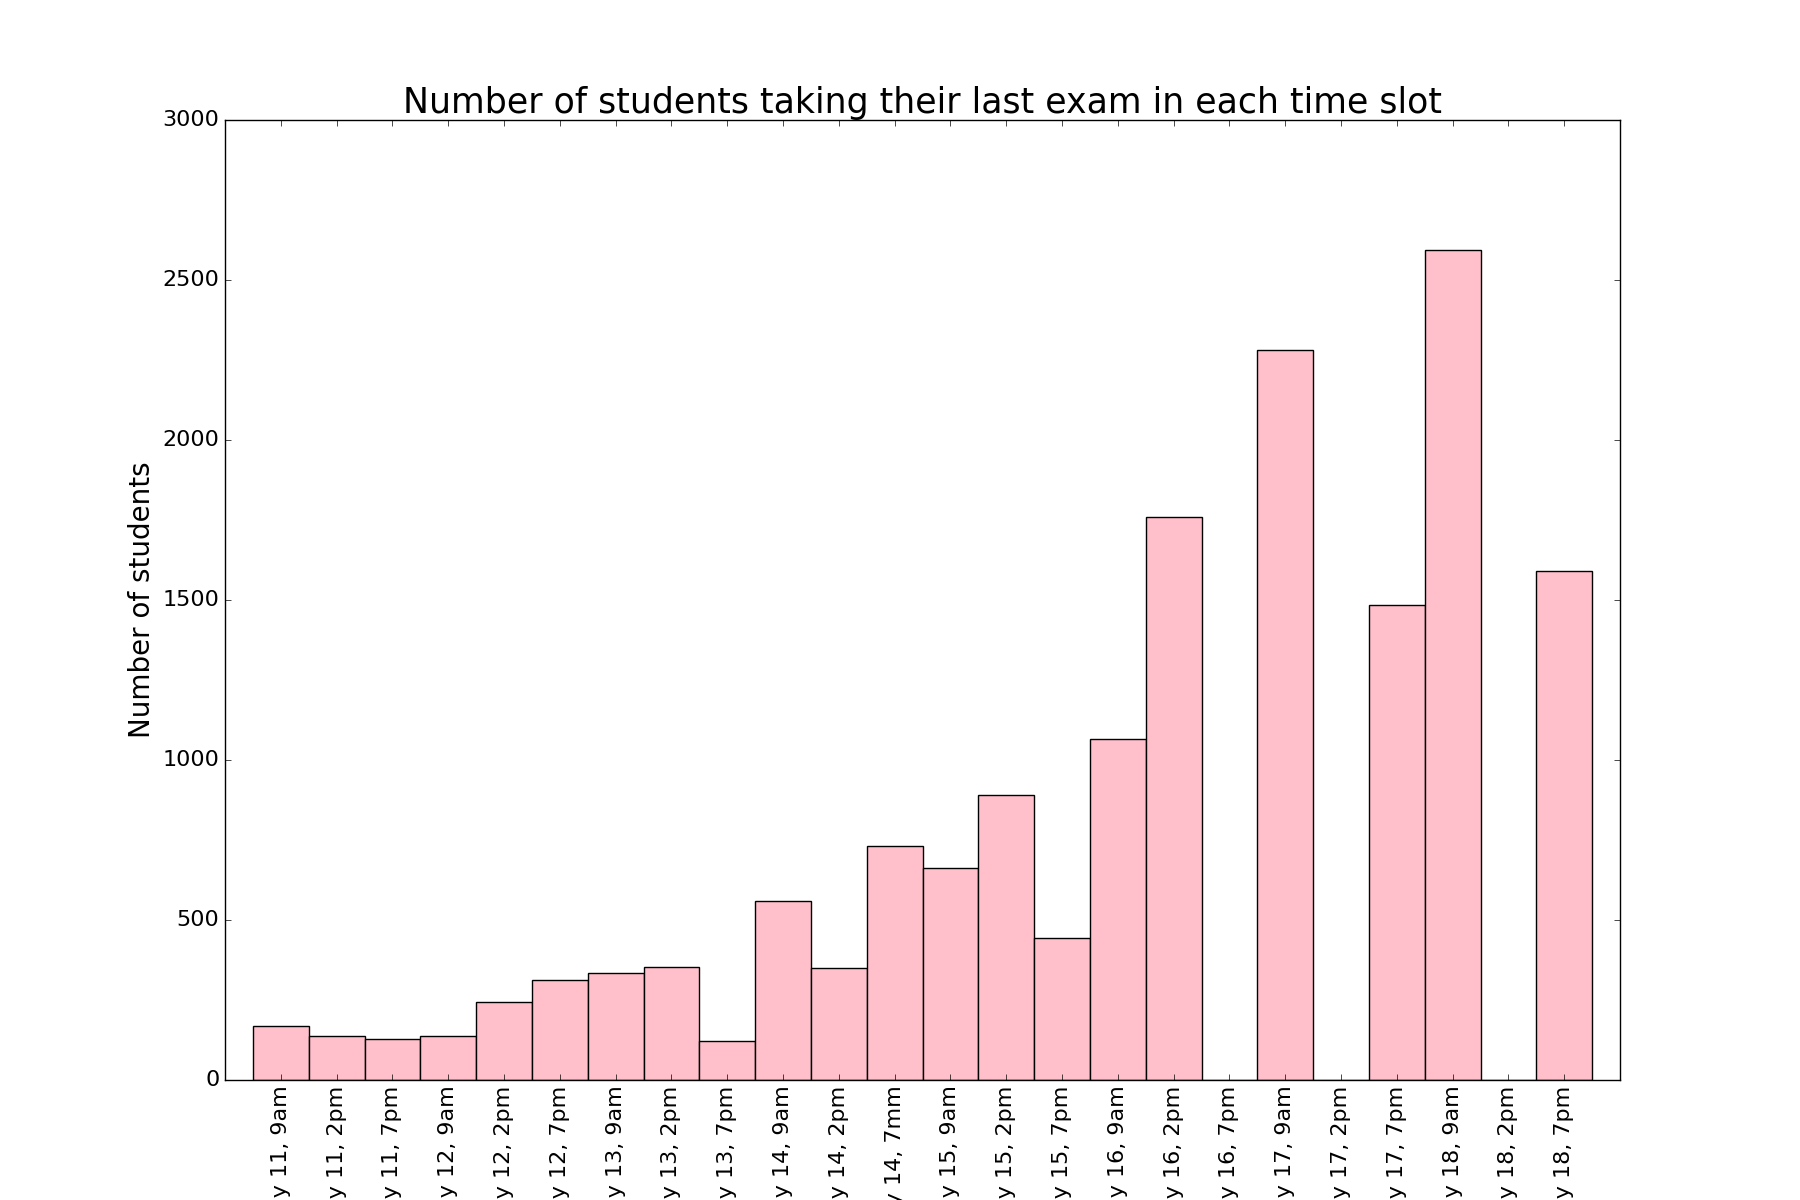 Number of students taking their last exam in each time slot
Number of students
3000
2500
2000
1500
1000
500
0
y 11, 9am
y 11, 2pm
y 11, 7pm
y 12, 9am
y 12, 2pm
y 12, 7pm
y 13, 9am
y 13, 2pm
y 13, 7pm
y 14, 9am
y 14, 2pm
y 14, 7mm
y 15, 9am
y 15, 2pm
y 15, 7pm
y 16, 9am
y 16, 2pm
y 16, 7pm
y 17, 9am
y 17, 2pm
y 17, 7pm
y 18, 9am
y 18, 2pm
y 18, 7pm